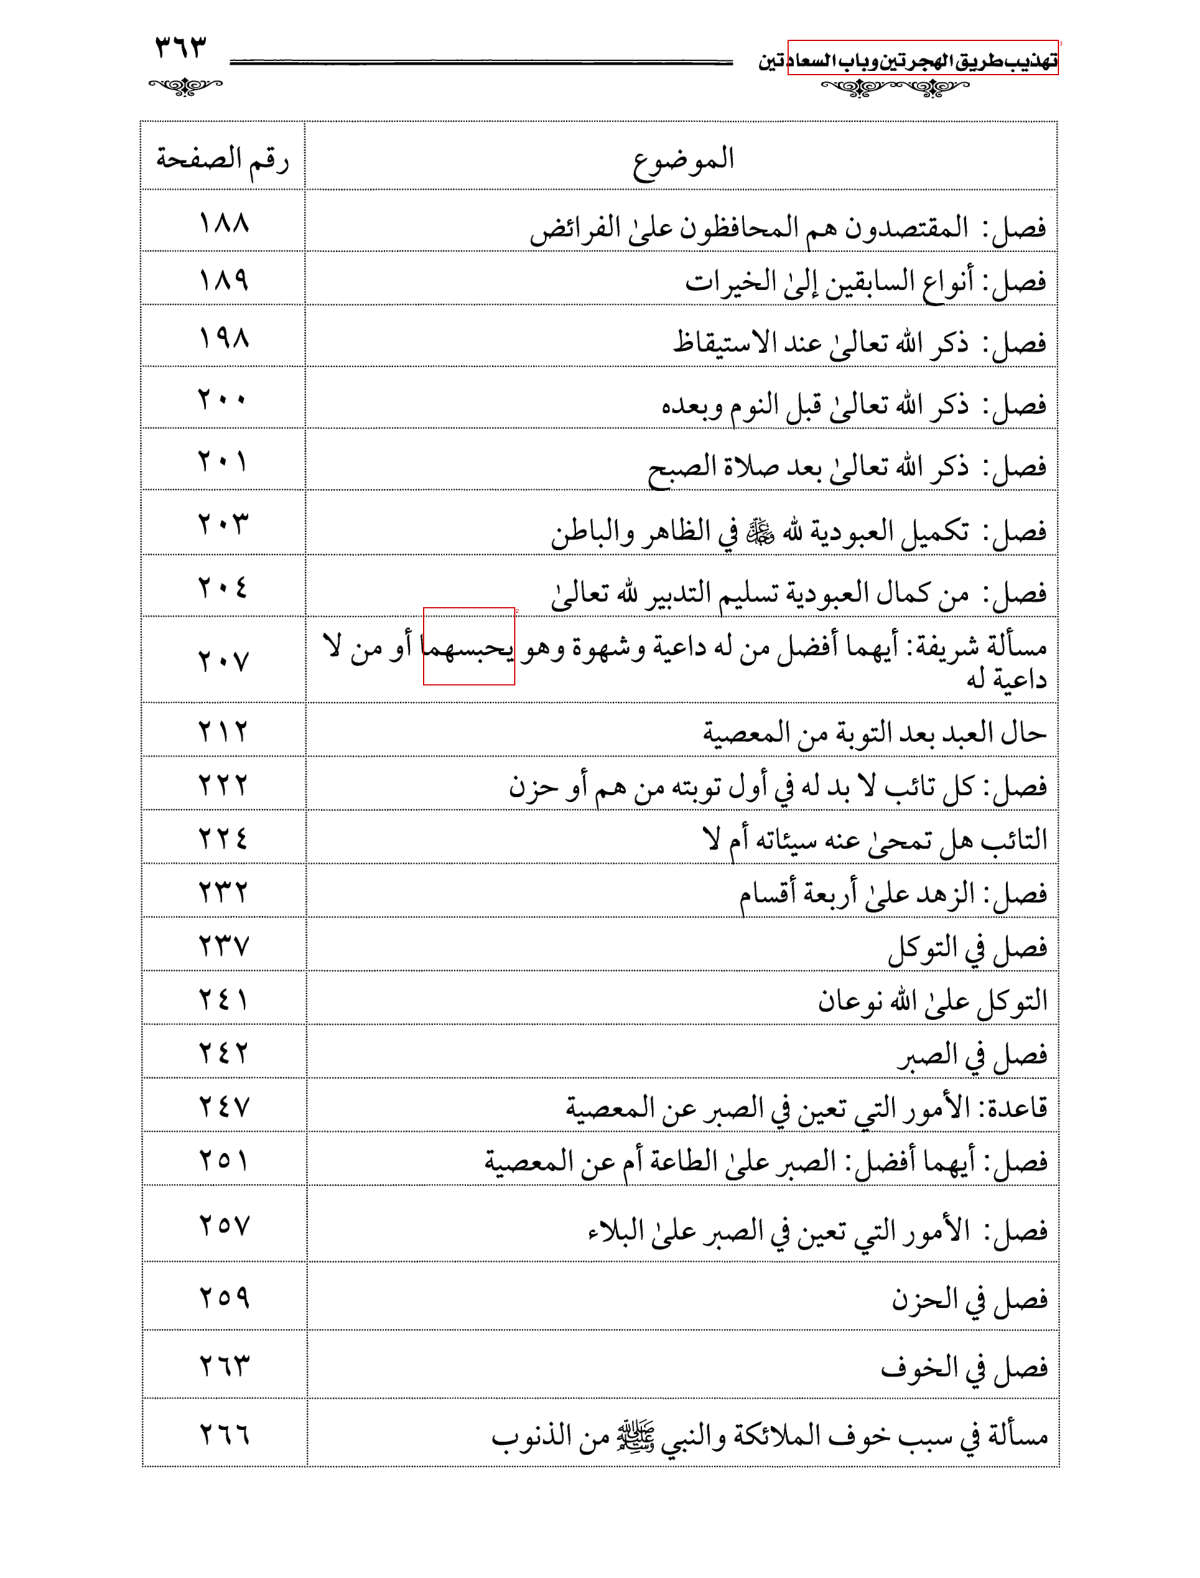 تهذيب طريق الهجرتين وباب السعادتين ٣٦٣
الموضوع رقم الصفحة
فصل: المقتصدون هم المحافظون علىٰ الفرائض ١٨٨
فصل: أنواع السابقين إلىٰ الخيرات ١٨٩
فصل: ذكر الله تعالىٰ عند الاستيقاظ ١٩٨
فصل: ذكر الله تعالىٰ قبل النوم وبعده ٢٠٠
فصل: ذكر الله تعالىٰ بعد صلاة الصبح ٢٠١
فصل: تكميل العبودية لله ﷻ في الظاهر والباطن ٢٠٣
فصل: من كمال العبودية تسليم التدبير لله تعالىٰ ٢٠٤
مسألة شريفة: أيهما أفضل من له داعية وشهوة وهو يحبسهما أو من لا
داعية له ٢٠٧
حال العبد بعد التوبة من المعصية ٢١٢
فصل: كل تائب لا بد له في أول توبته من هم أو حزن ٢٢٢
التائب هل تمحىٰ عنه سيئاته أم لا ٢٢٤
فصل: الزهد علىٰ أربعة أقسام ٢٣٢
فصل في التوكل ٢٣٧
التوكل علىٰ الله نوعان ٢٤١
فصل في الصبر ٢٤٢
قاعدة: الأمور التي تعين في الصبر عن المعصية ٢٤٧
فصل: أيهما أفضل: الصبر علىٰ الطاعة أم عن المعصية ٢٥١
فصل: الأمور التي تعين في الصبر علىٰ البلاء ٢٥٧
فصل في الحزن ٢٥٩
فصل في الخوف ٢٦٣
مسألة في سبب خوف الملائكة والنبي ﷺ من الذنوب ٢٦٦